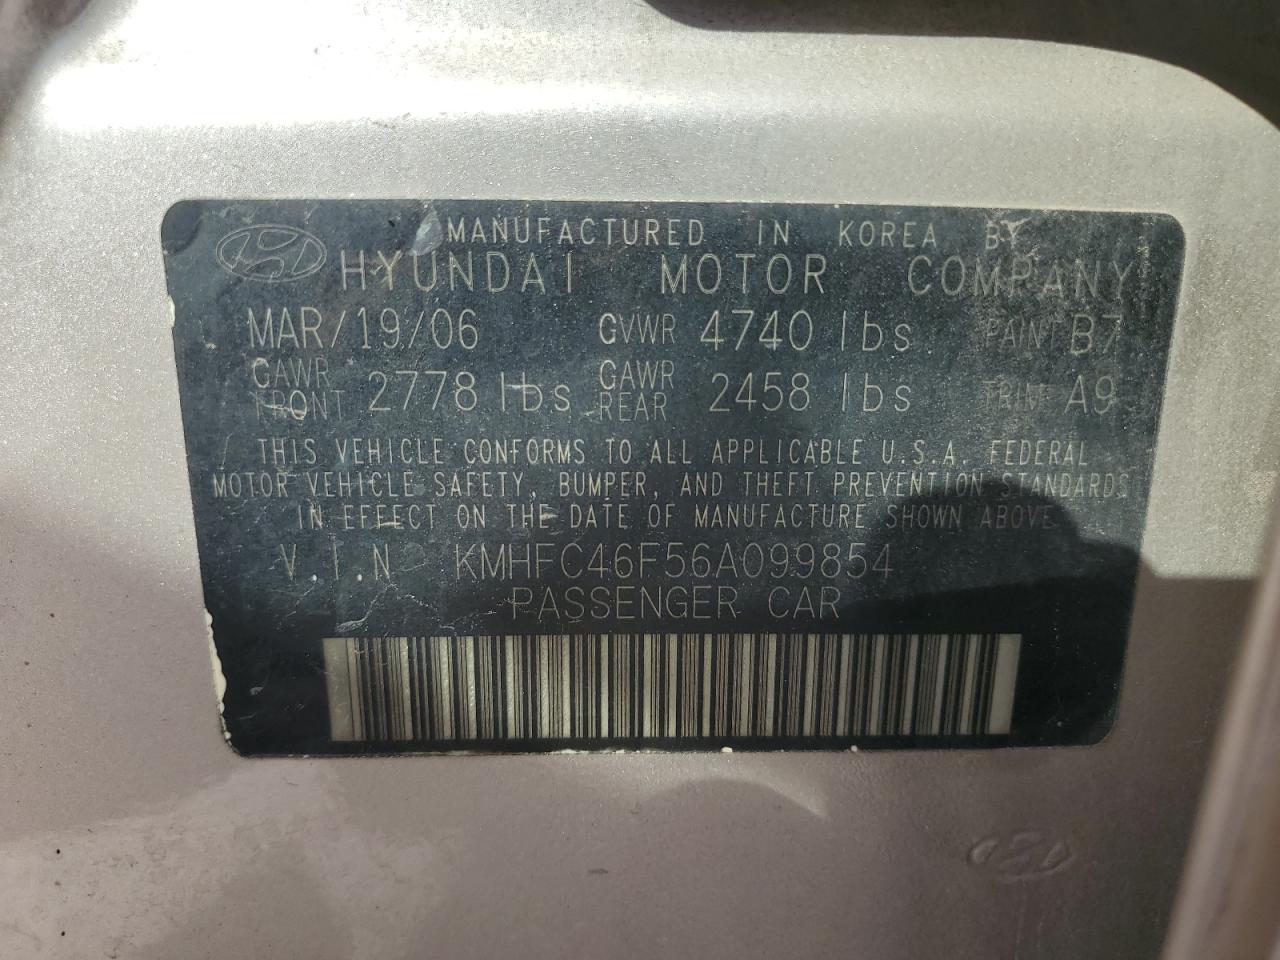 MANUFACTURED IN KOREA BY
HYUNDAI MOTOR COMPANY
MAR/19/06 GVWR 4740 lbs PAINT B7
GAWR FRONT 2778 lbs GAWR REAR 2458 lbs TRIM A9
THIS VEHICLE CONFORMS TO ALL APPLICABLE U.S.A. FEDERAL
MOTOR VEHICLE SAFETY, BUMPER, AND THEFT PREVENTION STANDARDS
IN EFFECT ON THE DATE OF MANUFACTURE SHOWN ABOVE
V.I.N KMHFC46F56A099854
PASSENGER CAR